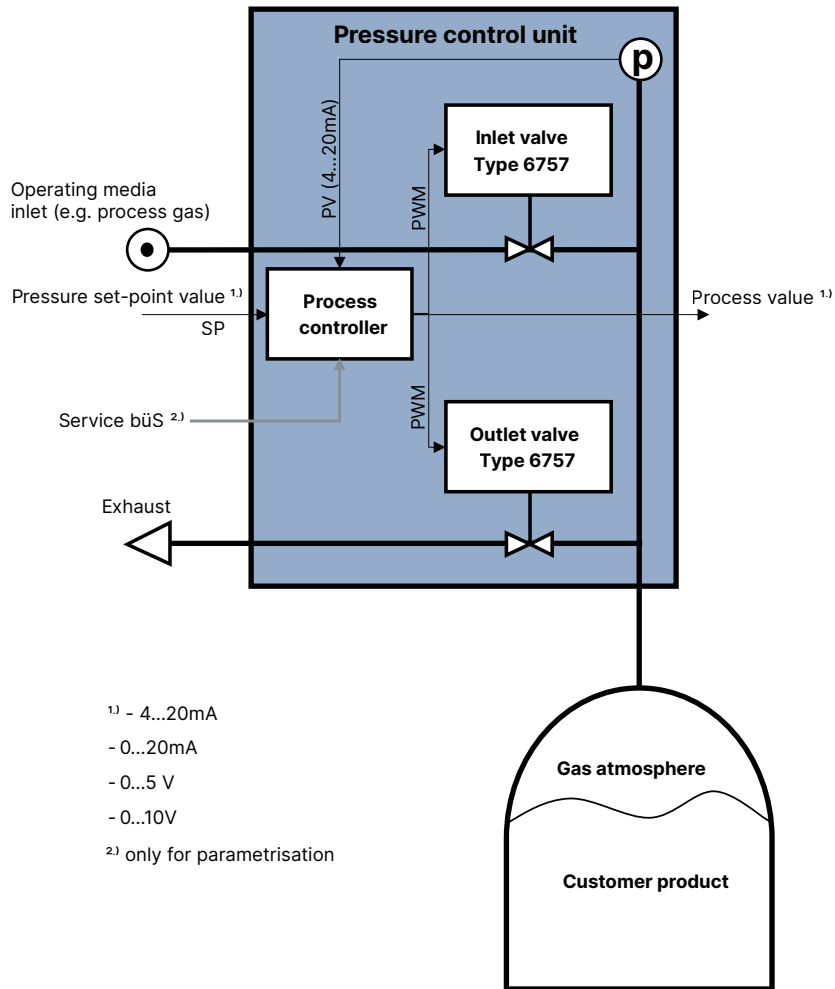 Pressure control unit
p
PV (4...20mA)
Inlet valve
Type 6757
PWM
Operating media
inlet (e.g. process gas)
Pressure set-point value ¹·⁾
SP
Process
controller
Process value ¹·⁾
Service büS ²·⁾
PWM
Outlet valve
Type 6757
Exhaust
¹·⁾ - 4...20mA
- 0...20mA
- 0...5 V
- 0...10V
²·⁾ only for parametrisation
Gas atmosphere
Customer product